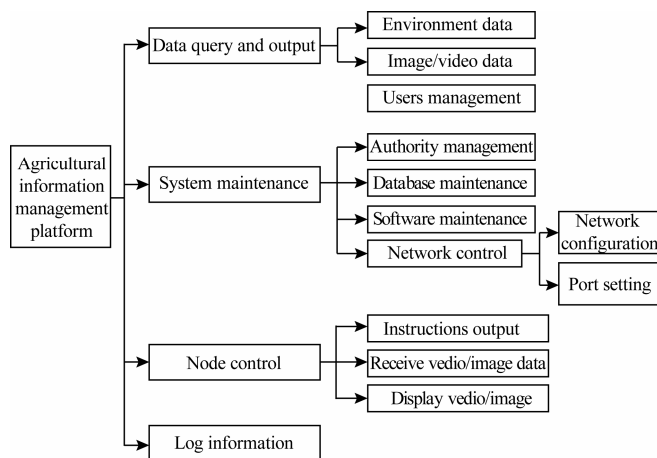 Agricultural
information
management
platform
Data query and output
Environment data
Image/video data
Users management
System maintenance
Authority management
Database maintenance
Software maintenance
Network control
Network
configuration
Port setting
Node control
Instructions output
Receive vedio/image data
Display vedio/image
Log information